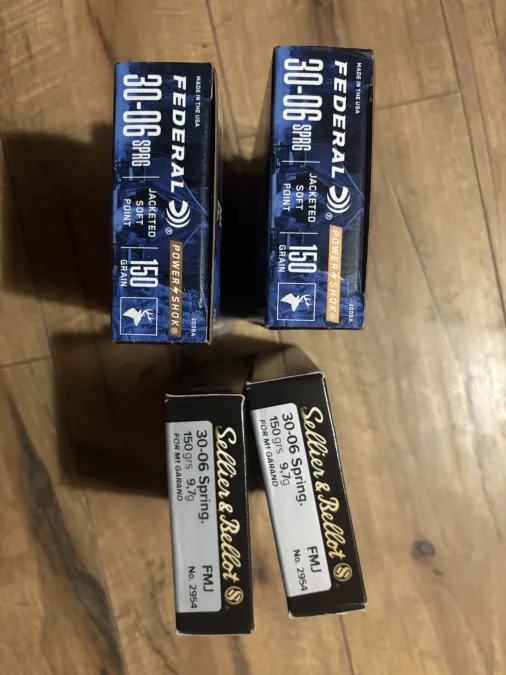 MADE IN THE USA
FEDERAL ®
30-06 SPRG
JACKETED
SOFT
POINT
150
GRAIN
POWER SHOK®
3006A
MADE IN THE USA
FEDERAL ®
30-06 SPRG
JACKETED
SOFT
POINT
150
GRAIN
POWER SHOK®
3006A
Sellier & Bellot
30-06 Spring.
150 grs 9,7g
FOR M1 GARAND
FMJ
No. 2954
Sellier & Bellot
30-06 Spring.
150 grs 9,7g
FOR M1 GARAND
FMJ
No. 2954